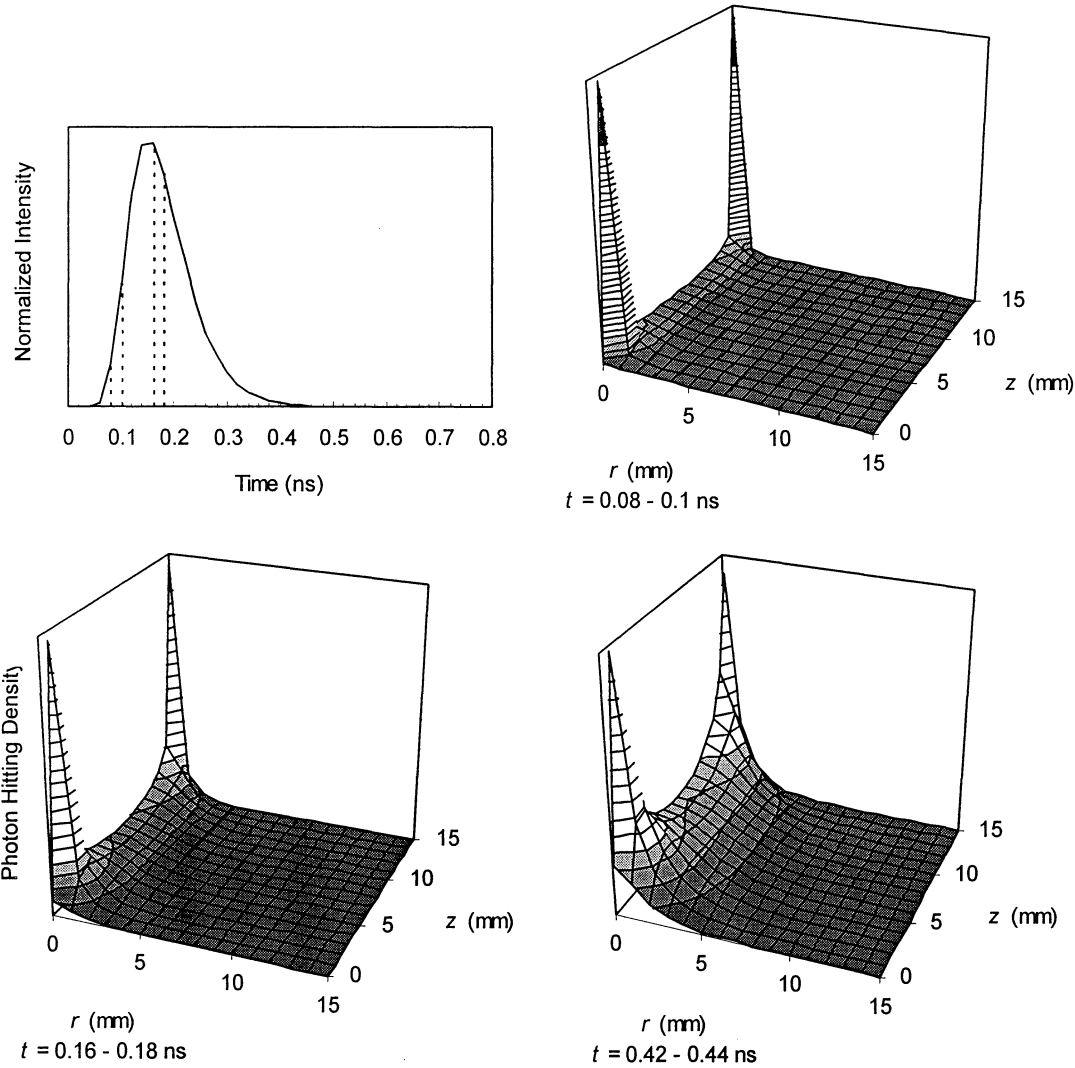 Normalized Intensity
0 0.1 0.2 0.3 0.4 0.5 0.6 0.7 0.8
Time (ns)
0 5 10 15
0 5 10 15
z (mm)
r (mm)
t = 0.08 - 0.1 ns
Photon Hitting Density
0 5 10 15
0 5 10 15
z (mm)
r (mm)
t = 0.16 - 0.18 ns
0 5 10 15
0 5 10 15
z (mm)
r (mm)
t = 0.42 - 0.44 ns